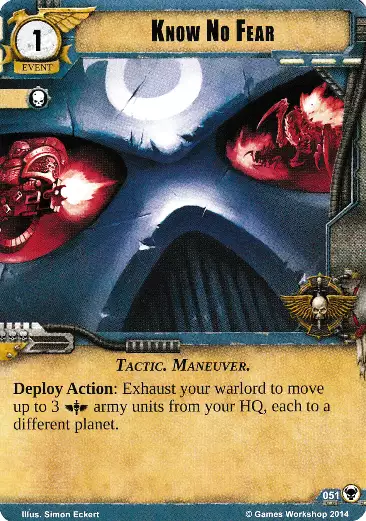 Know No Fear
1
EVENT
Tactic. Maneuver.
Deploy Action: Exhaust your warlord to move
up to 3 army units from your HQ, each to a
different planet.
051
Illus. Simon Eckert
© Games Workshop 2014